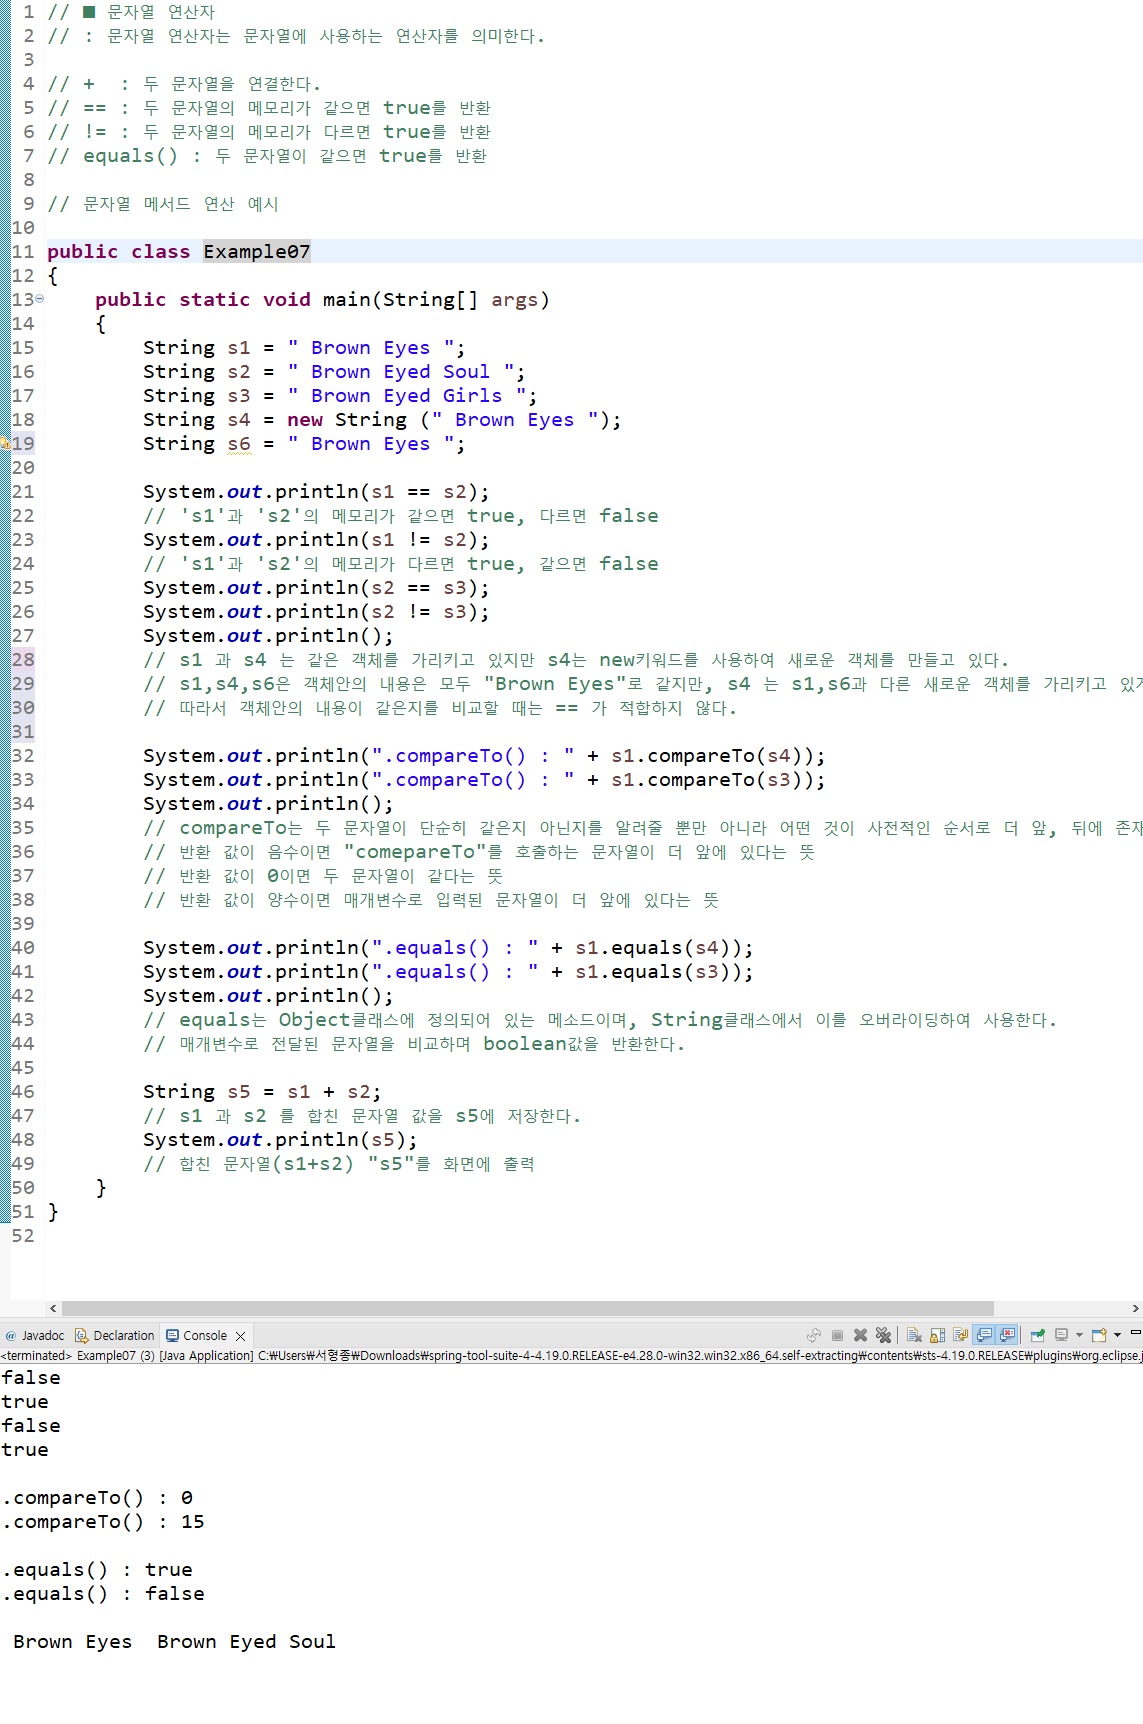 1 // ■ 문자열 연산자
2 // : 문자열 연산자는 문자열에 사용하는 연산자를 의미한다.
3
4 // +  : 두 문자열을 연결한다.
5 // == : 두 문자열의 메모리가 같으면 true를 반환
6 // != : 두 문자열의 메모리가 다르면 true를 반환
7 // equals() : 두 문자열이 같으면 true를 반환
8
9 // 문자열 메서드 연산 예시
10
11 public class Example07
12 {
13     public static void main(String[] args)
14     {
15         String s1 = " Brown Eyes ";
16         String s2 = " Brown Eyed Soul ";
17         String s3 = " Brown Eyed Girls ";
18         String s4 = new String (" Brown Eyes ");
19         String s6 = " Brown Eyes ";
20
21         System.out.println(s1 == s2);
22         // 's1'과 's2'의 메모리가 같으면 true, 다르면 false
23         System.out.println(s1 != s2);
24         // 's1'과 's2'의 메모리가 다르면 true, 같으면 false
25         System.out.println(s2 == s3);
26         System.out.println(s2 != s3);
27         System.out.println();
28         // s1 과 s4 는 같은 객체를 가리키고 있지만 s4는 new키워드를 사용하여 새로운 객체를 만들고 있다.
29         // s1,s4,s6은 객체안의 내용은 모두 "Brown Eyes"로 같지만, s4 는 s1,s6과 다른 새로운 객체를 가리키고 있
30         // 따라서 객체안의 내용이 같은지를 비교할 때는 == 가 적합하지 않다.
31
32         System.out.println(".compareTo() : " + s1.compareTo(s4));
33         System.out.println(".compareTo() : " + s1.compareTo(s3));
34         System.out.println();
35         // compareTo는 두 문자열이 단순히 같은지 아닌지를 알려줄 뿐만 아니라 어떤 것이 사전적인 순서로 더 앞, 뒤에 존
36         // 반환 값이 음수이면 "comepareTo"를 호출하는 문자열이 더 앞에 있다는 뜻
37         // 반환 값이 0이면 두 문자열이 같다는 뜻
38         // 반환 값이 양수이면 매개변수로 입력된 문자열이 더 앞에 있다는 뜻
39
40         System.out.println(".equals() : " + s1.equals(s4));
41         System.out.println(".equals() : " + s1.equals(s3));
42         System.out.println();
43         // equals는 Object클래스에 정의되어 있는 메소드이며, String클래스에서 이를 오버라이딩하여 사용한다.
44         // 매개변수로 전달된 문자열을 비교하며 boolean값을 반환한다.
45
46         String s5 = s1 + s2;
47         // s1 과 s2 를 합친 문자열 값을 s5에 저장한다.
48         System.out.println(s5);
49         // 합친 문자열(s1+s2) "s5"를 화면에 출력
50     }
51 }
52
@ Javadoc Declaration Console
<terminated> Example07 (3) [Java Application] C:₩Users₩서형종₩Downloads₩spring-tool-suite-4-4.19.0.RELEASE-e4.28.0-win32.win32.x86_64.self-extracting₩contents₩sts-4.19.0.RELEASE₩plugins₩org.eclipse.j
false
true
false
true

.compareTo() : 0
.compareTo() : 15

.equals() : true
.equals() : false

 Brown Eyes  Brown Eyed Soul